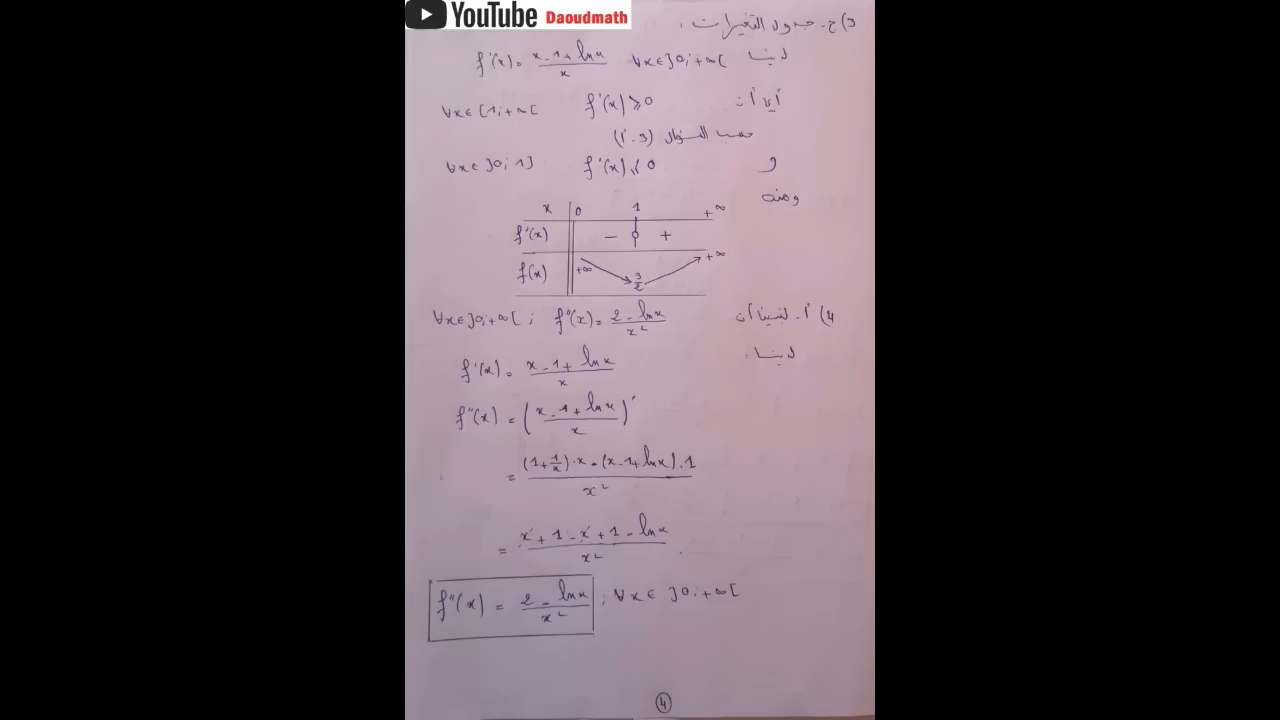 YouTube Daoudmath
3) ج - جدول التغيرات :
لدينا f'(x) = (x - 1 + ln x)/x ∀x∈]0; +∞[
أي أن f'(x) ⩾ 0 ∀x∈[1; +∞[
حسب السؤال (3 - أ)
و f'(x) ⩽ 0 ∀x∈]0; 1]
ومنه
x 0 1 +∞
f'(x) - 0 +
f(x) +∞ 3/2 +∞
4) أ - لنبين أن ∀x∈]0; +∞[ ; f''(x) = (2 - ln x)/x²
لدينا :
f'(x) = (x - 1 + ln x)/x
f''(x) = ((x - 1 + ln x)/x)'
= ((1 + 1/x) · x - (x - 1 + ln x) · 1)/x²
= (x + 1 - x + 1 - ln x)/x²
f''(x) = (2 - ln x)/x² ; ∀x∈]0; +∞[
4